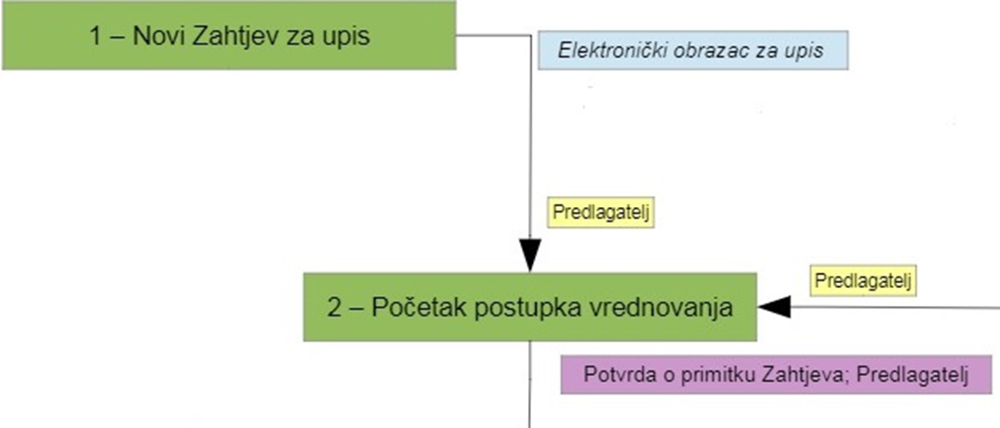 1 – Novi Zahtjev za upis
Elektronički obrazac za upis
Predlagatelj
Predlagatelj
2 – Početak postupka vrednovanja
Potvrda o primitku Zahtjeva; Predlagatelj